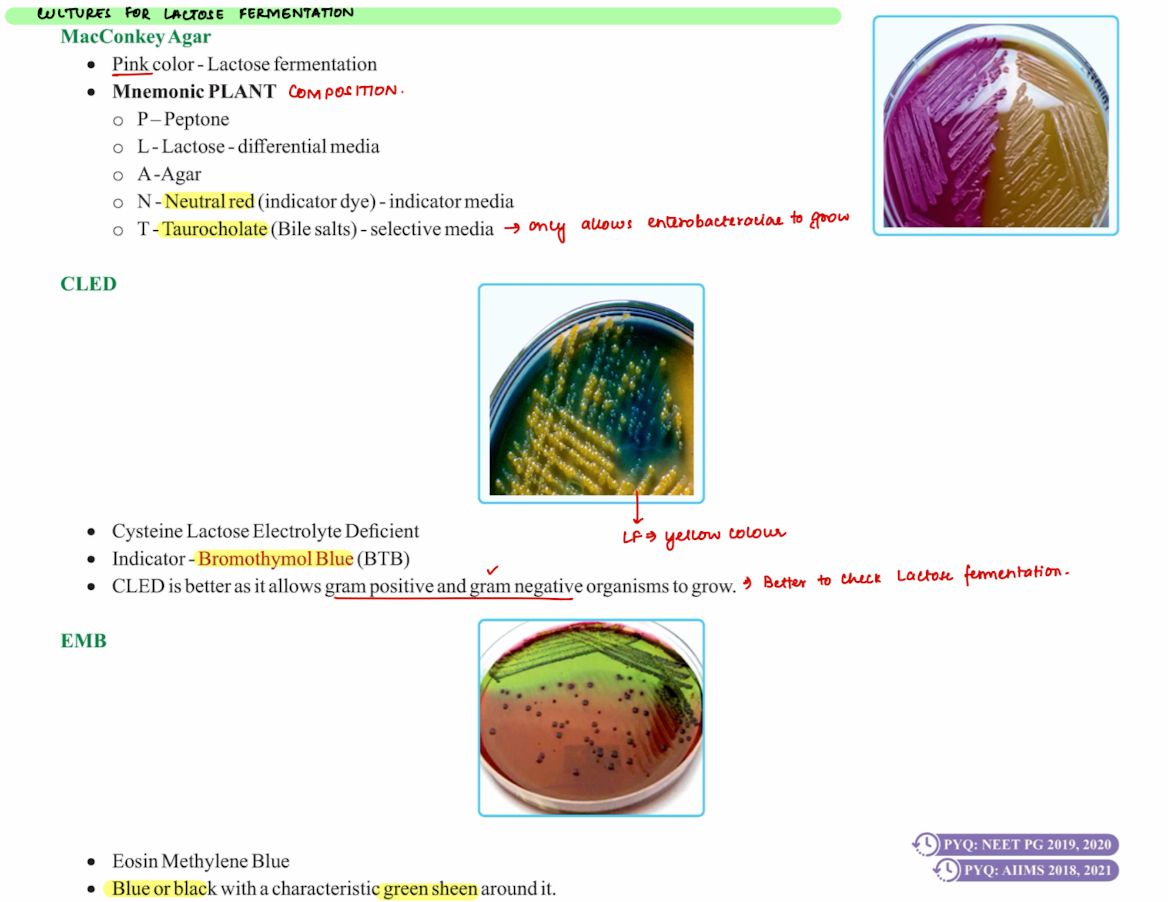 CULTURES FOR LACTOSE FERMENTATION
MacConkey Agar
• Pink color - Lactose fermentation
• Mnemonic PLANT COMPOSITION.
o P – Peptone
o L - Lactose - differential media
o A - Agar
o N - Neutral red (indicator dye) - indicator media
o T - Taurocholate (Bile salts) - selective media → only allows enterobacteraciae to grow
CLED
LF → yellow colour
• Cysteine Lactose Electrolyte Deficient
• Indicator - Bromothymol Blue (BTB)
• CLED is better as it allows gram positive and gram negative organisms to grow. → Better to check Lactose fermentation.
EMB
PYQ: NEET PG 2019, 2020
PYQ: AIIMS 2018, 2021
• Eosin Methylene Blue
• Blue or black with a characteristic green sheen around it.